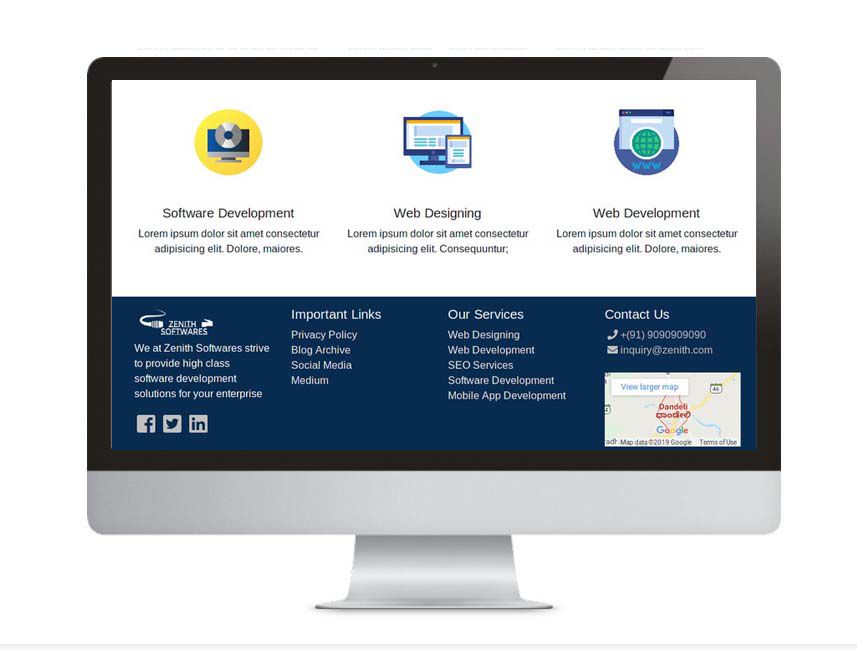 WWW
Software Development
Lorem ipsum dolor sit amet consectetur
adipisicing elit. Dolore, maiores.
Web Designing
Lorem ipsum dolor sit amet consectetur
adipisicing elit. Consequuntur;
Web Development
Lorem ipsum dolor sit amet consectetur
adipisicing elit. Dolore, maiores.
ZENITH
SOFTWARES
We at Zenith Softwares strive
to provide high class
software development
solutions for your enterprise
Important Links
Privacy Policy
Blog Archive
Social Media
Medium
Our Services
Web Designing
Web Development
SEO Services
Software Development
Mobile App Development
Contact Us
+(91) 9090909090
inquiry@zenith.com
View larger map
46
Dandeli
ದಾಂಡೇಲಿ
Google
Map data ©2019 Google
Terms of Use